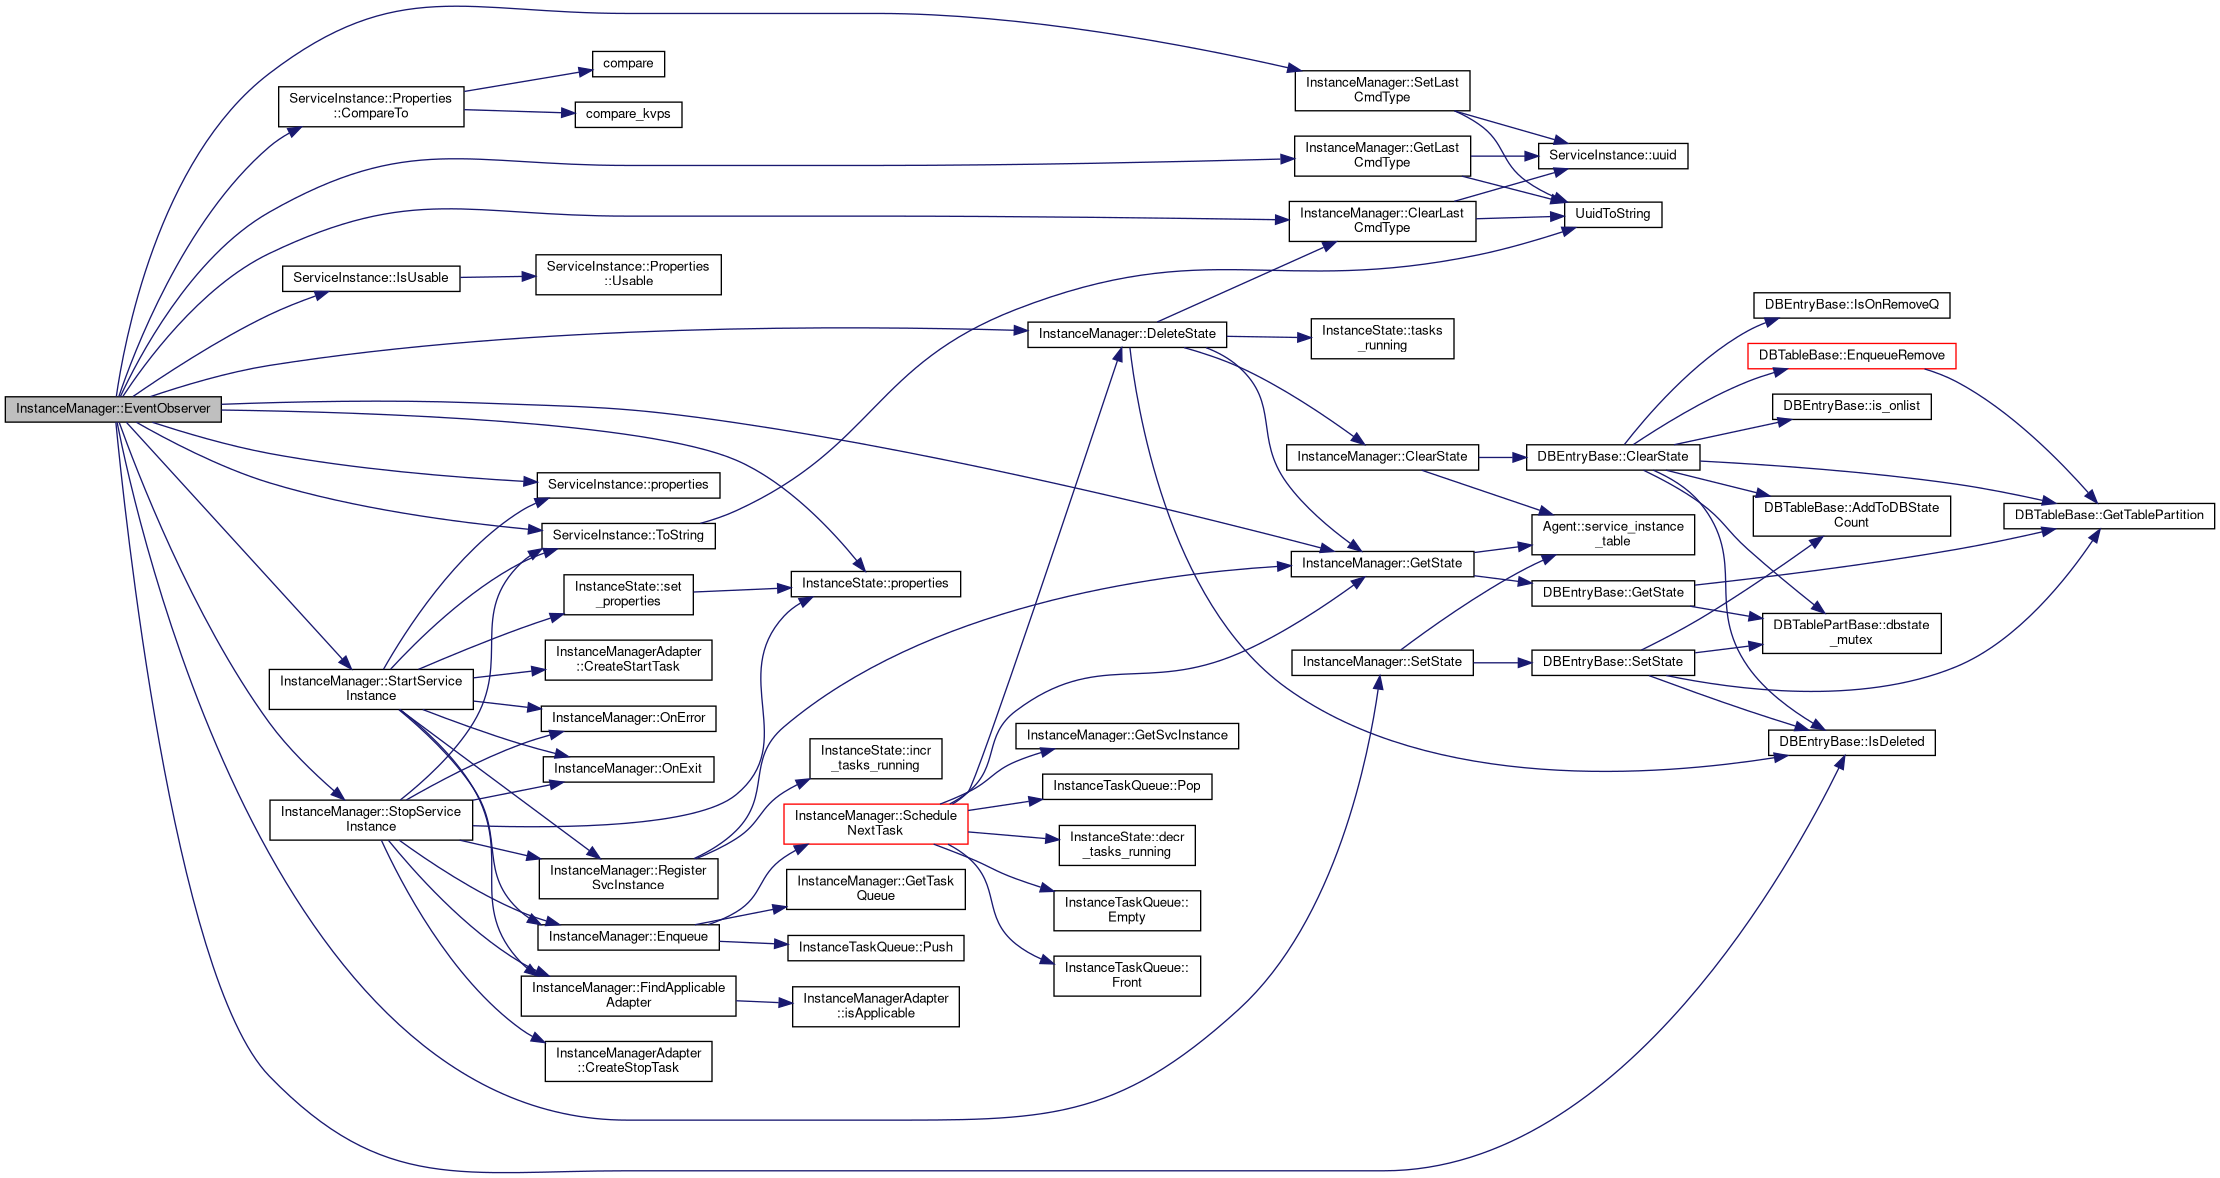 InstanceManager::EventObserver
ServiceInstance::Properties
::CompareTo
compare
compare_kvps
InstanceManager::SetLast
CmdType
InstanceManager::GetLast
CmdType
ServiceInstance::uuid
InstanceManager::ClearLast
CmdType
UuidToString
ServiceInstance::IsUsable
ServiceInstance::Properties
::Usable
InstanceManager::DeleteState
InstanceState::tasks
_running
DBEntryBase::IsOnRemoveQ
DBTableBase::EnqueueRemove
DBEntryBase::is_onlist
InstanceManager::ClearState
DBEntryBase::ClearState
ServiceInstance::properties
DBTableBase::AddToDBState
Count
DBTableBase::GetTablePartition
ServiceInstance::ToString
Agent::service_instance
_table
InstanceManager::GetState
InstanceState::set
_properties
InstanceState::properties
DBEntryBase::GetState
DBTablePartBase::dbstate
_mutex
InstanceManagerAdapter
::CreateStartTask
InstanceManager::SetState
DBEntryBase::SetState
InstanceManager::StartService
Instance
InstanceManager::OnError
InstanceManager::GetSvcInstance
DBEntryBase::IsDeleted
InstanceManager::OnExit
InstanceState::incr
_tasks_running
InstanceTaskQueue::Pop
InstanceManager::StopService
Instance
InstanceManager::Schedule
NextTask
InstanceState::decr
_tasks_running
InstanceManager::Register
SvcInstance
InstanceManager::GetTask
Queue
InstanceTaskQueue::
Empty
InstanceManager::Enqueue
InstanceTaskQueue::Push
InstanceTaskQueue::
Front
InstanceManager::FindApplicable
Adapter
InstanceManagerAdapter
::isApplicable
InstanceManagerAdapter
::CreateStopTask